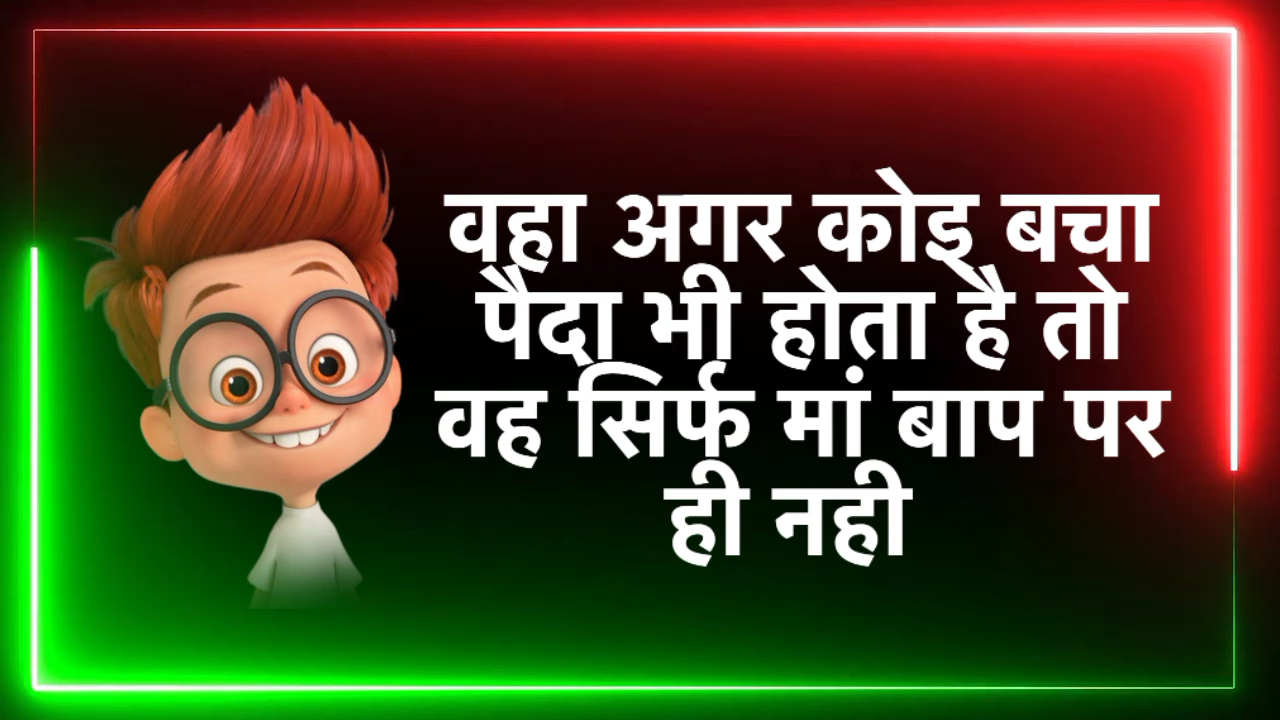 वहा अगर कोइ बचा
पैदा भी होता है तो
वह सिर्फ मां बाप पर
ही नही